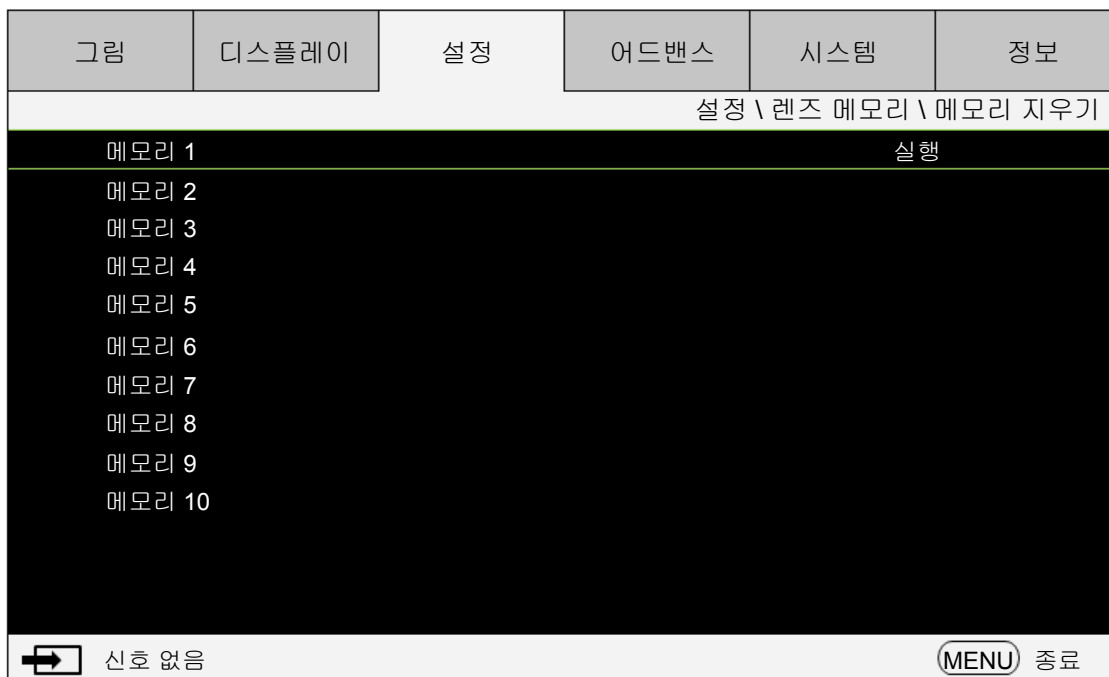 그림 디스플레이 설정 어드밴스 시스템 정보
설정 \ 렌즈 메모리 \ 메모리 지우기
메모리 1 실행
메모리 2
메모리 3
메모리 4
메모리 5
메모리 6
메모리 7
메모리 8
메모리 9
메모리 10
신호 없음 MENU 종료